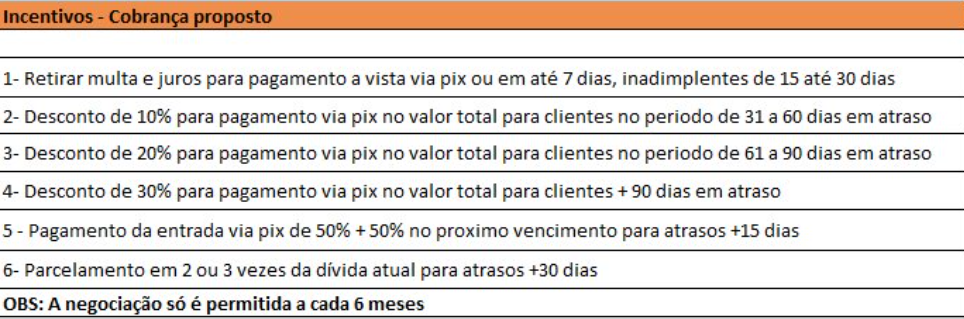 Incentivos - Cobrança proposto
1- Retirar multa e juros para pagamento a vista via pix ou em até 7 dias, inadimplentes de 15 até 30 dias
2- Desconto de 10% para pagamento via pix no valor total para clientes no periodo de 31 a 60 dias em atraso
3- Desconto de 20% para pagamento via pix no valor total para clientes no periodo de 61 a 90 dias em atraso
4- Desconto de 30% para pagamento via pix no valor total para clientes + 90 dias em atraso
5 - Pagamento da entrada via pix de 50% + 50% no proximo vencimento para atrasos +15 dias
6- Parcelamento em 2 ou 3 vezes da dívida atual para atrasos +30 dias
OBS: A negociação só é permitida a cada 6 meses